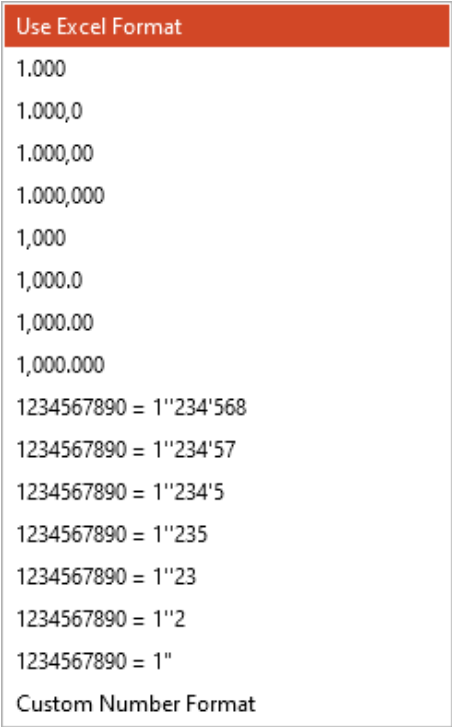 Use Excel Format
1.000
1.000,0
1.000,00
1.000,000
1,000
1,000.0
1,000.00
1,000.000
1234567890 = 1''234'568
1234567890 = 1''234'57
1234567890 = 1''234'5
1234567890 = 1''235
1234567890 = 1''23
1234567890 = 1''2
1234567890 = 1''
Custom Number Format